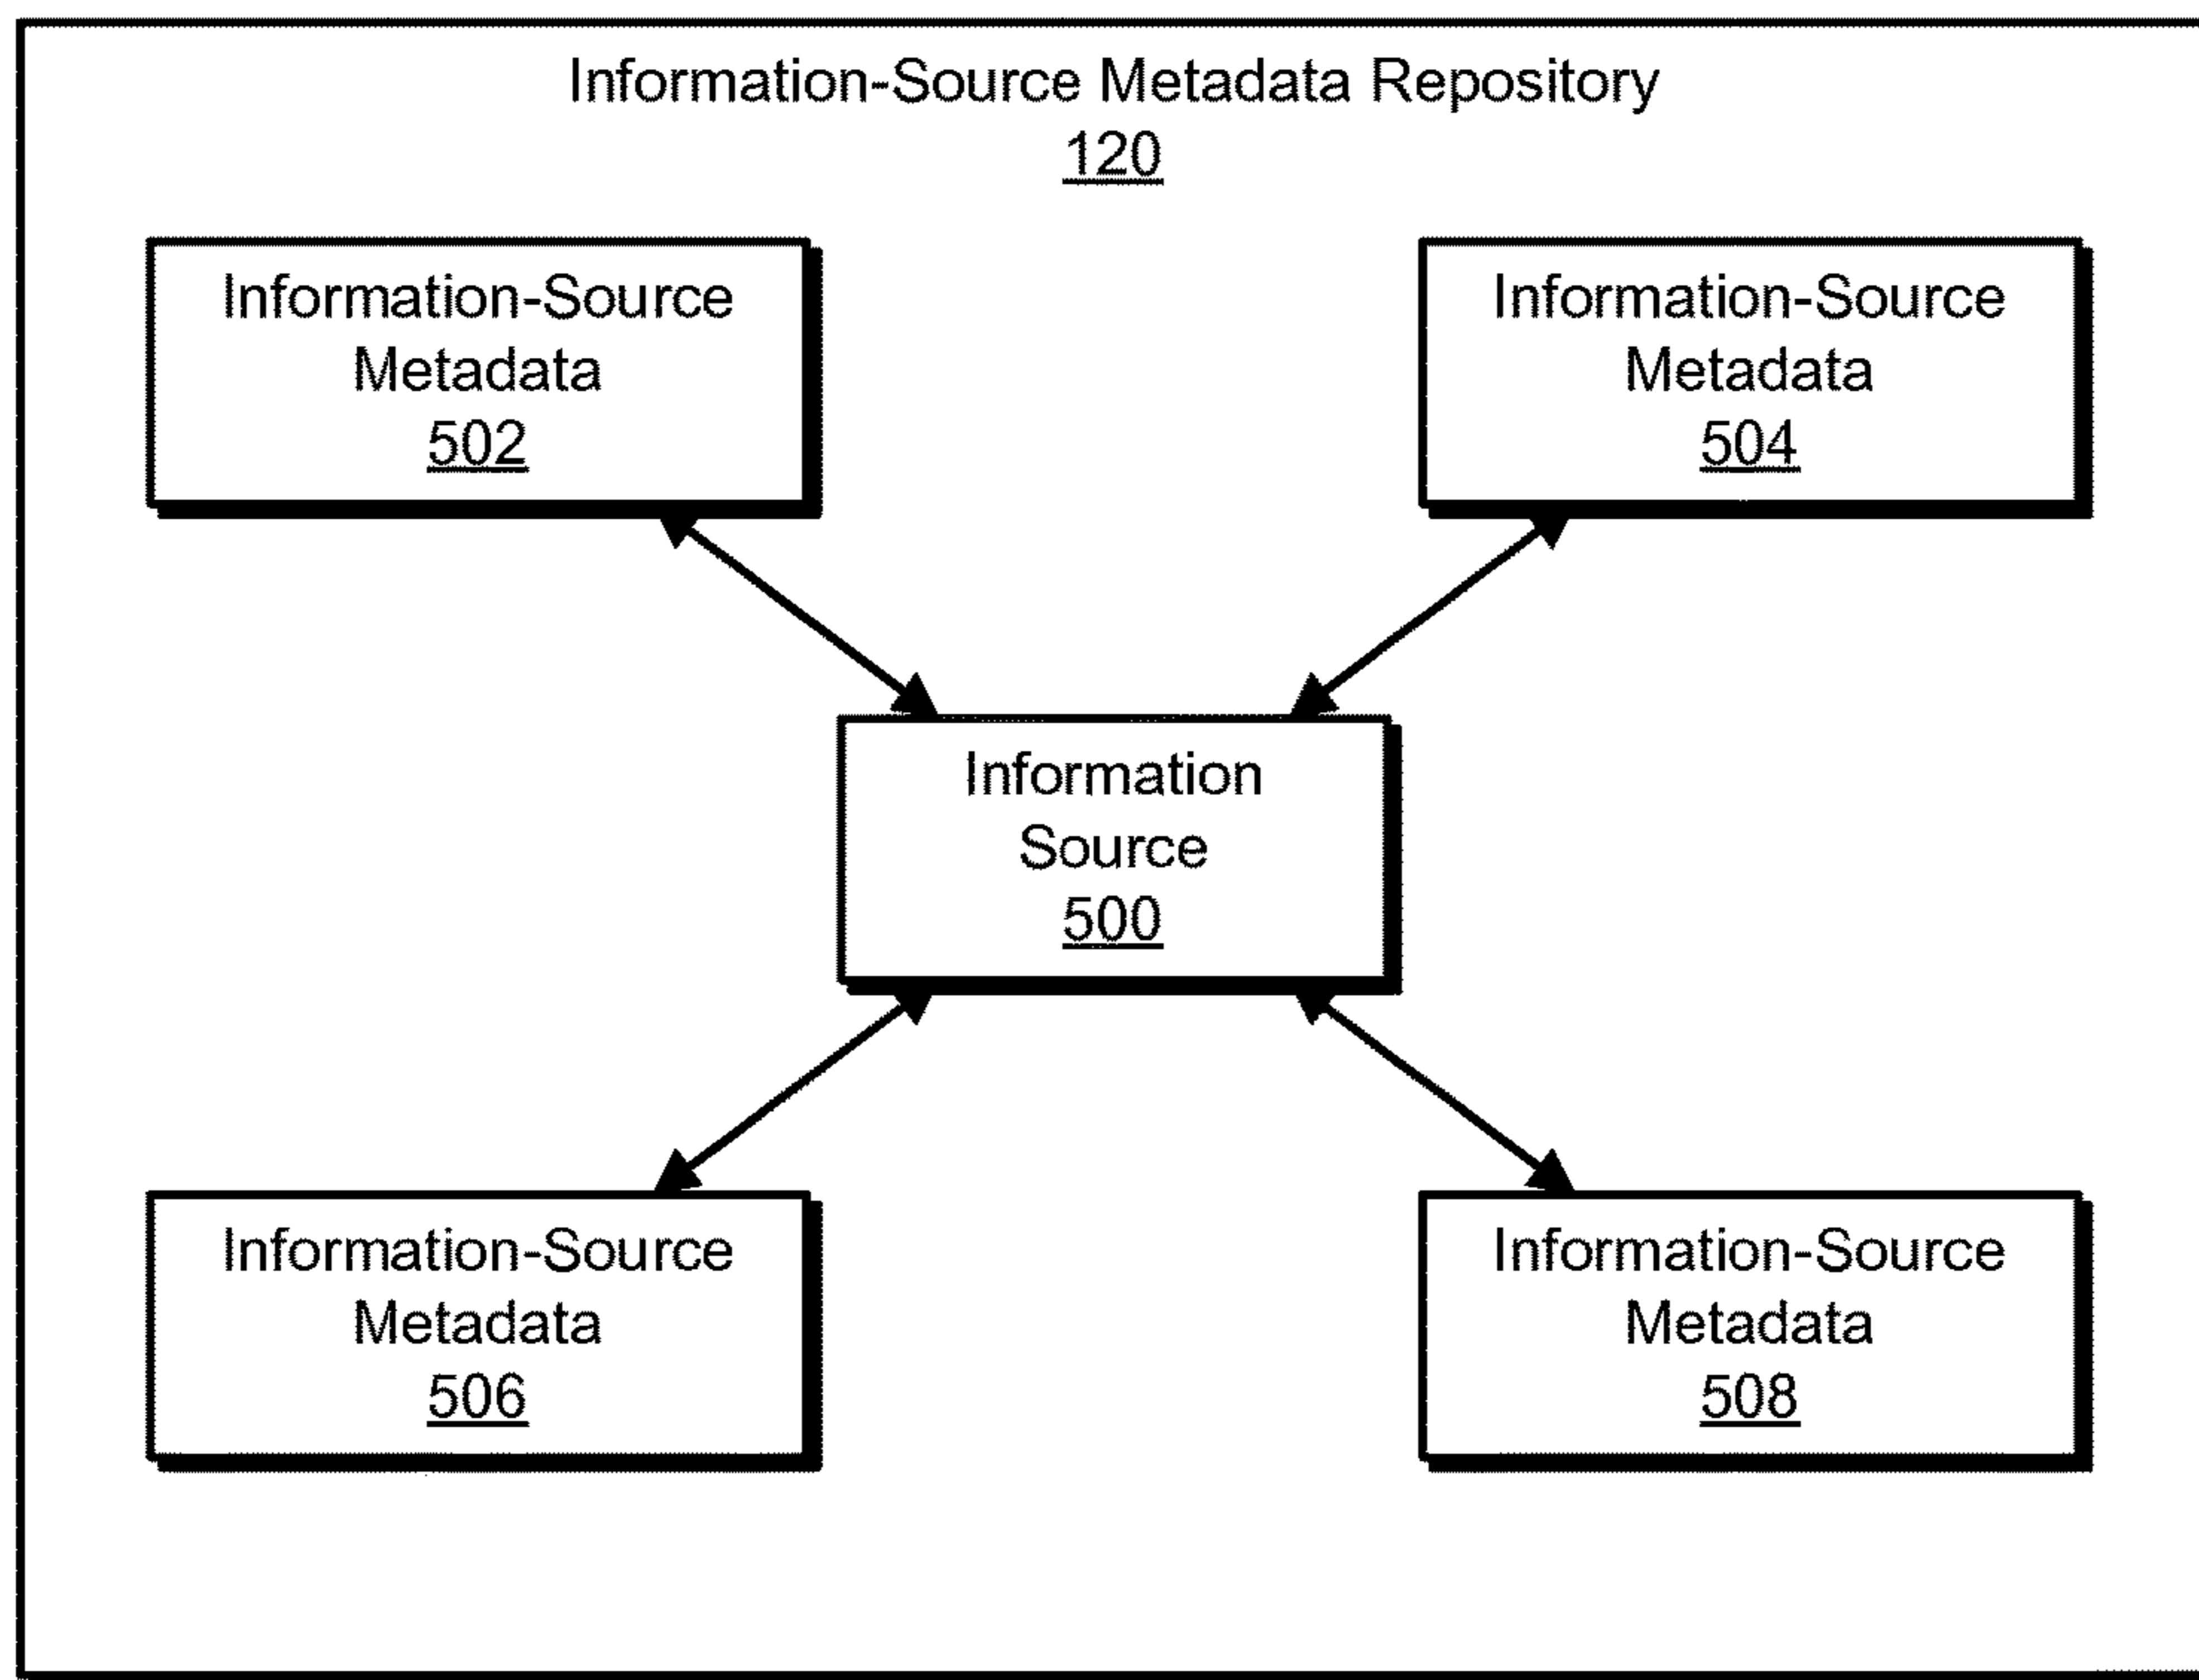 Information-Source Metadata Repository
120
Information-Source
Metadata
502
Information-Source
Metadata
504
Information
Source
500
Information-Source
Metadata
506
Information-Source
Metadata
508